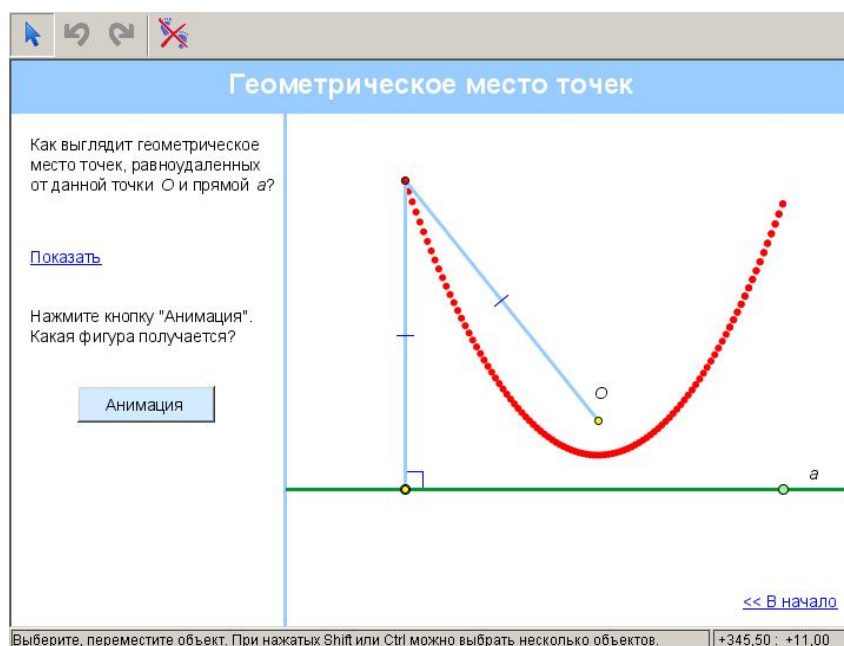 Геометрическое место точек
Как выглядит геометрическое
место точек, равноудаленных
от данной точки O и прямой a?
Показать
Нажмите кнопку "Анимация".
Какая фигура получается?
Анимация
O
a
<< В начало
Выберите, переместите объект. При нажатых Shift или Ctrl можно выбрать несколько объектов.
+345,50 : +11,00